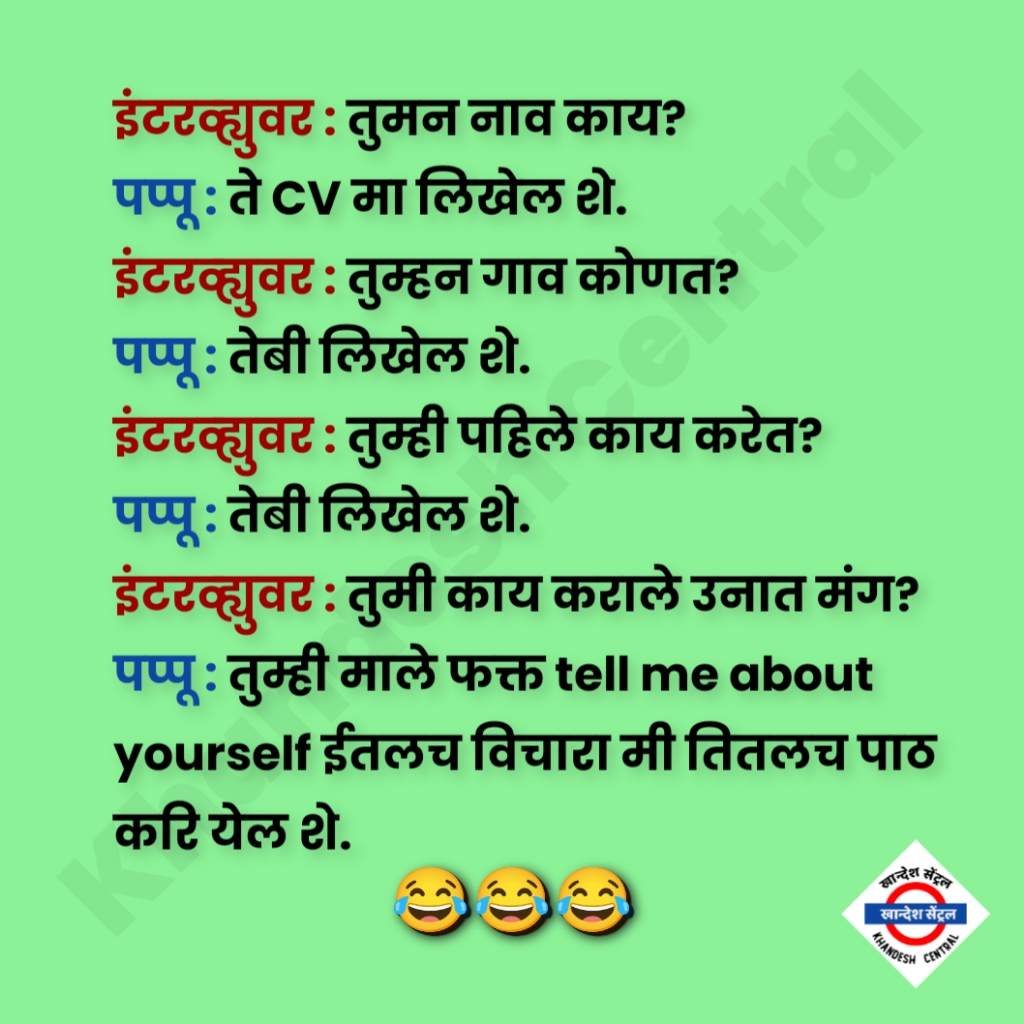 इंटरव्ह्युवर : तुमन नाव काय?
पप्पू : ते CV मा लिखेल शे.
इंटरव्ह्युवर : तुम्हन गाव कोणत?
पप्पू : तेबी लिखेल शे.
इंटरव्ह्युवर : तुम्ही पहिले काय करेत?
पप्पू : तेबी लिखेल शे.
इंटरव्ह्युवर : तुमी काय कराले उनात मंग?
पप्पू : तुम्ही माले फक्त tell me about
yourself ईतलच विचारा मी तितलच पाठ
करि येल शे.
😂😂😂
KhandeshCentral
खान्देश सेंट्रल
खान्देश सेंट्रल
KHANDESH CENTRAL